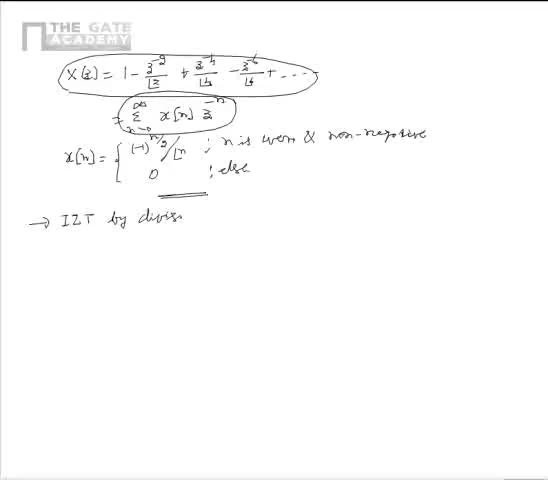 THE GATE
ACADEMY
X(z) = 1 - z^-2/⌊2 + z^-4/⌊4 - z^-6/⌊6 + .....
= ∞ Σ n=0 x[n] z^-n
x[n] = { (-1)^n/2 / ⌊n ; n is even & non-negative
0 ; else
→ IZT by divis